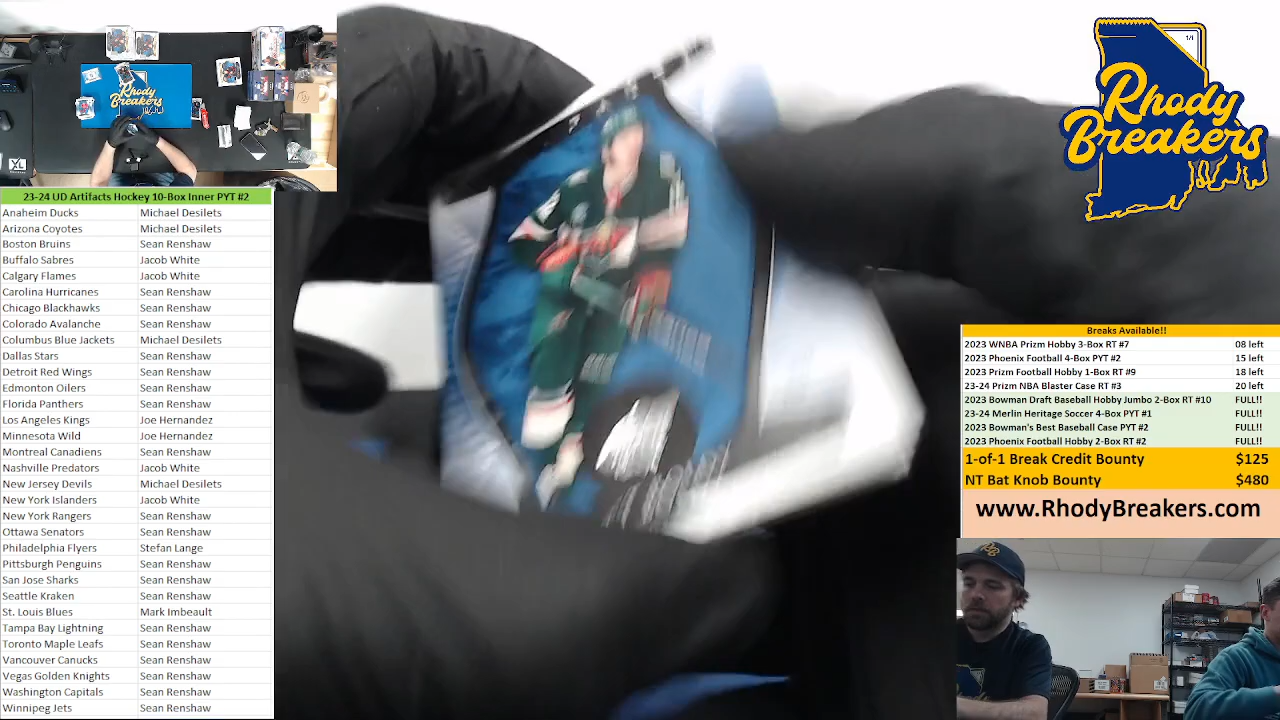 Rhody
Breakers
XL
23-24 UD Artifacts Hockey 10-Box Inner PYT #2
Anaheim Ducks Michael Desilets
Arizona Coyotes Michael Desilets
Boston Bruins Sean Renshaw
Buffalo Sabres Jacob White
Calgary Flames Jacob White
Carolina Hurricanes Sean Renshaw
Chicago Blackhawks Sean Renshaw
Colorado Avalanche Sean Renshaw
Columbus Blue Jackets Michael Desilets
Dallas Stars Sean Renshaw
Detroit Red Wings Sean Renshaw
Edmonton Oilers Sean Renshaw
Florida Panthers Sean Renshaw
Los Angeles Kings Joe Hernandez
Minnesota Wild Joe Hernandez
Montreal Canadiens Sean Renshaw
Nashville Predators Jacob White
New Jersey Devils Michael Desilets
New York Islanders Jacob White
New York Rangers Sean Renshaw
Ottawa Senators Sean Renshaw
Philadelphia Flyers Stefan Lange
Pittsburgh Penguins Sean Renshaw
San Jose Sharks Sean Renshaw
Seattle Kraken Sean Renshaw
St. Louis Blues Mark Imbeault
Tampa Bay Lightning Sean Renshaw
Toronto Maple Leafs Sean Renshaw
Vancouver Canucks Sean Renshaw
Vegas Golden Knights Sean Renshaw
Washington Capitals Sean Renshaw
Winnipeg Jets Sean Renshaw
1/1
Rhody
Breakers
Breaks Available!!
2023 WNBA Prizm Hobby 3-Box RT #7 08 left
2023 Phoenix Football 4-Box PYT #2 15 left
2023 Prizm Football Hobby 1-Box RT #9 18 left
23-24 Prizm NBA Blaster Case RT #3 20 left
2023 Bowman Draft Baseball Hobby Jumbo 2-Box RT #10 FULL!!
23-24 Merlin Heritage Soccer 4-Box PYT #1 FULL!!
2023 Bowman's Best Baseball Case PYT #2 FULL!!
2023 Phoenix Football Hobby 2-Box RT #2 FULL!!
1-of-1 Break Credit Bounty $125
NT Bat Knob Bounty $480
www.RhodyBreakers.com